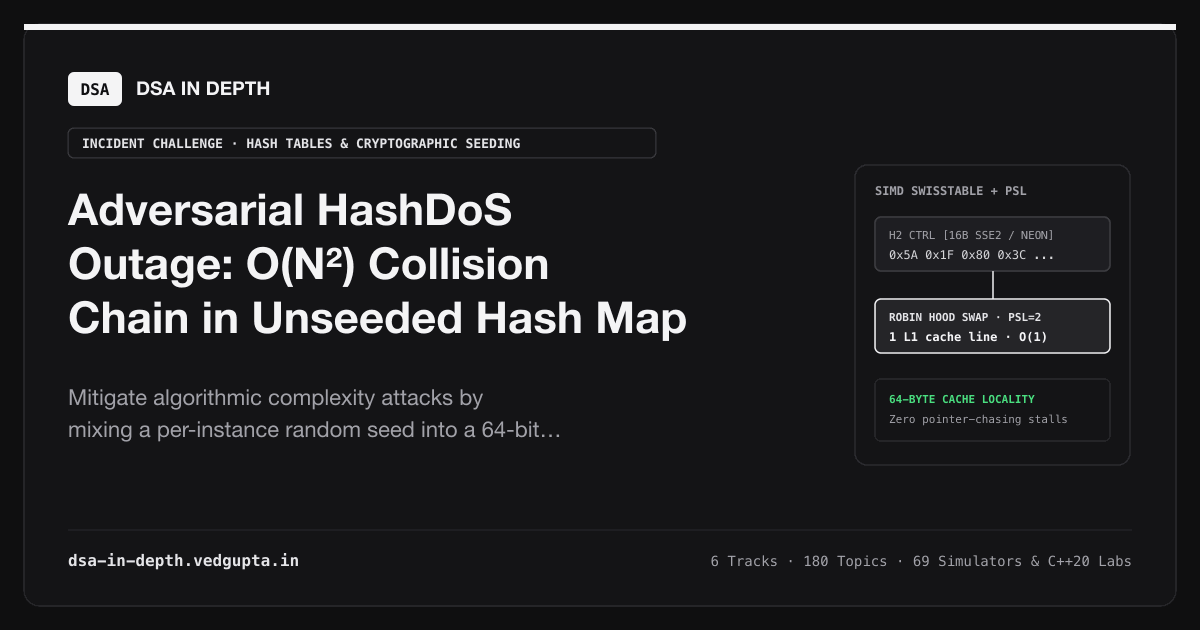 DSA
DSA IN DEPTH
INCIDENT CHALLENGE · HASH TABLES & CRYPTOGRAPHIC SEEDING
Adversarial HashDoS
Outage: O(N²) Collision
Chain in Unseeded Hash Map
Mitigate algorithmic complexity attacks by
mixing a per-instance random seed into a 64-bit…
SIMD SWISSTABLE + PSL
H2 CTRL [16B SSE2 / NEON]
0x5A 0x1F 0x80 0x3C ...
ROBIN HOOD SWAP · PSL=2
1 L1 cache line · O(1)
64-BYTE CACHE LOCALITY
Zero pointer-chasing stalls
dsa-in-depth.vedgupta.in
6 Tracks · 180 Topics · 69 Simulators & C++20 Labs